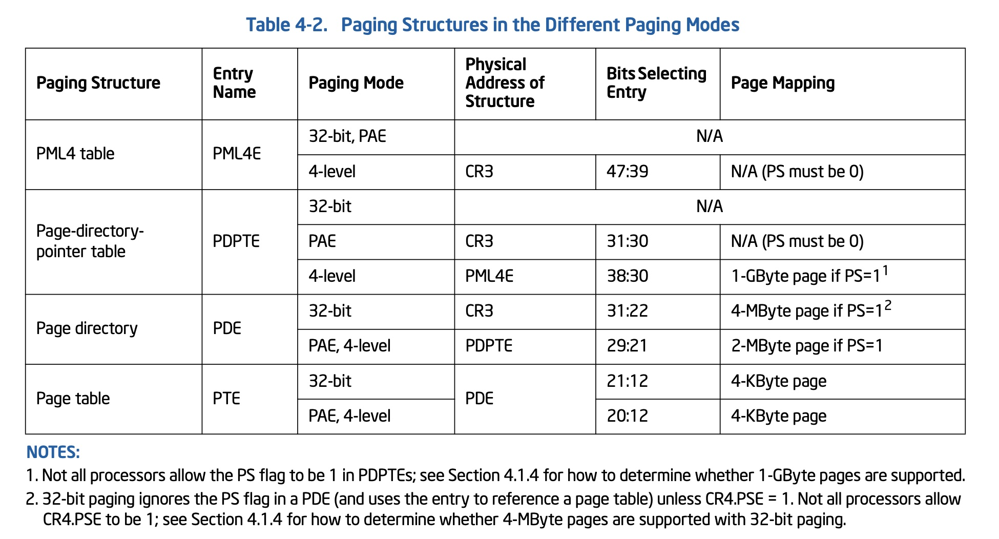 Table 4-2. Paging Structures in the Different Paging Modes
Paging Structure Entry Name Paging Mode Physical Address of Structure Bits Selecting Entry Page Mapping
PML4 table PML4E 32-bit, PAE N/A
4-level CR3 47:39 N/A (PS must be 0)
Page-directory-pointer table PDPTE 32-bit N/A
PAE CR3 31:30 N/A (PS must be 0)
4-level PML4E 38:30 1-GByte page if PS=1¹
Page directory PDE 32-bit CR3 31:22 4-MByte page if PS=1²
PAE, 4-level PDPTE 29:21 2-MByte page if PS=1
Page table PTE 32-bit PDE 21:12 4-KByte page
PAE, 4-level 20:12 4-KByte page
NOTES:
1. Not all processors allow the PS flag to be 1 in PDPTEs; see Section 4.1.4 for how to determine whether 1-GByte pages are supported.
2. 32-bit paging ignores the PS flag in a PDE (and uses the entry to reference a page table) unless CR4.PSE = 1. Not all processors allow
CR4.PSE to be 1; see Section 4.1.4 for how to determine whether 4-MByte pages are supported with 32-bit paging.